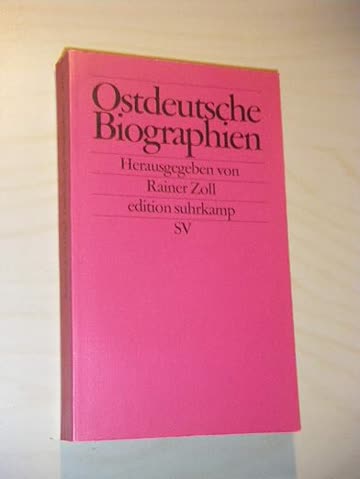 Ostdeutsche
Biographien
Herausgegeben von
Rainer Zoll
edition suhrkamp
SV